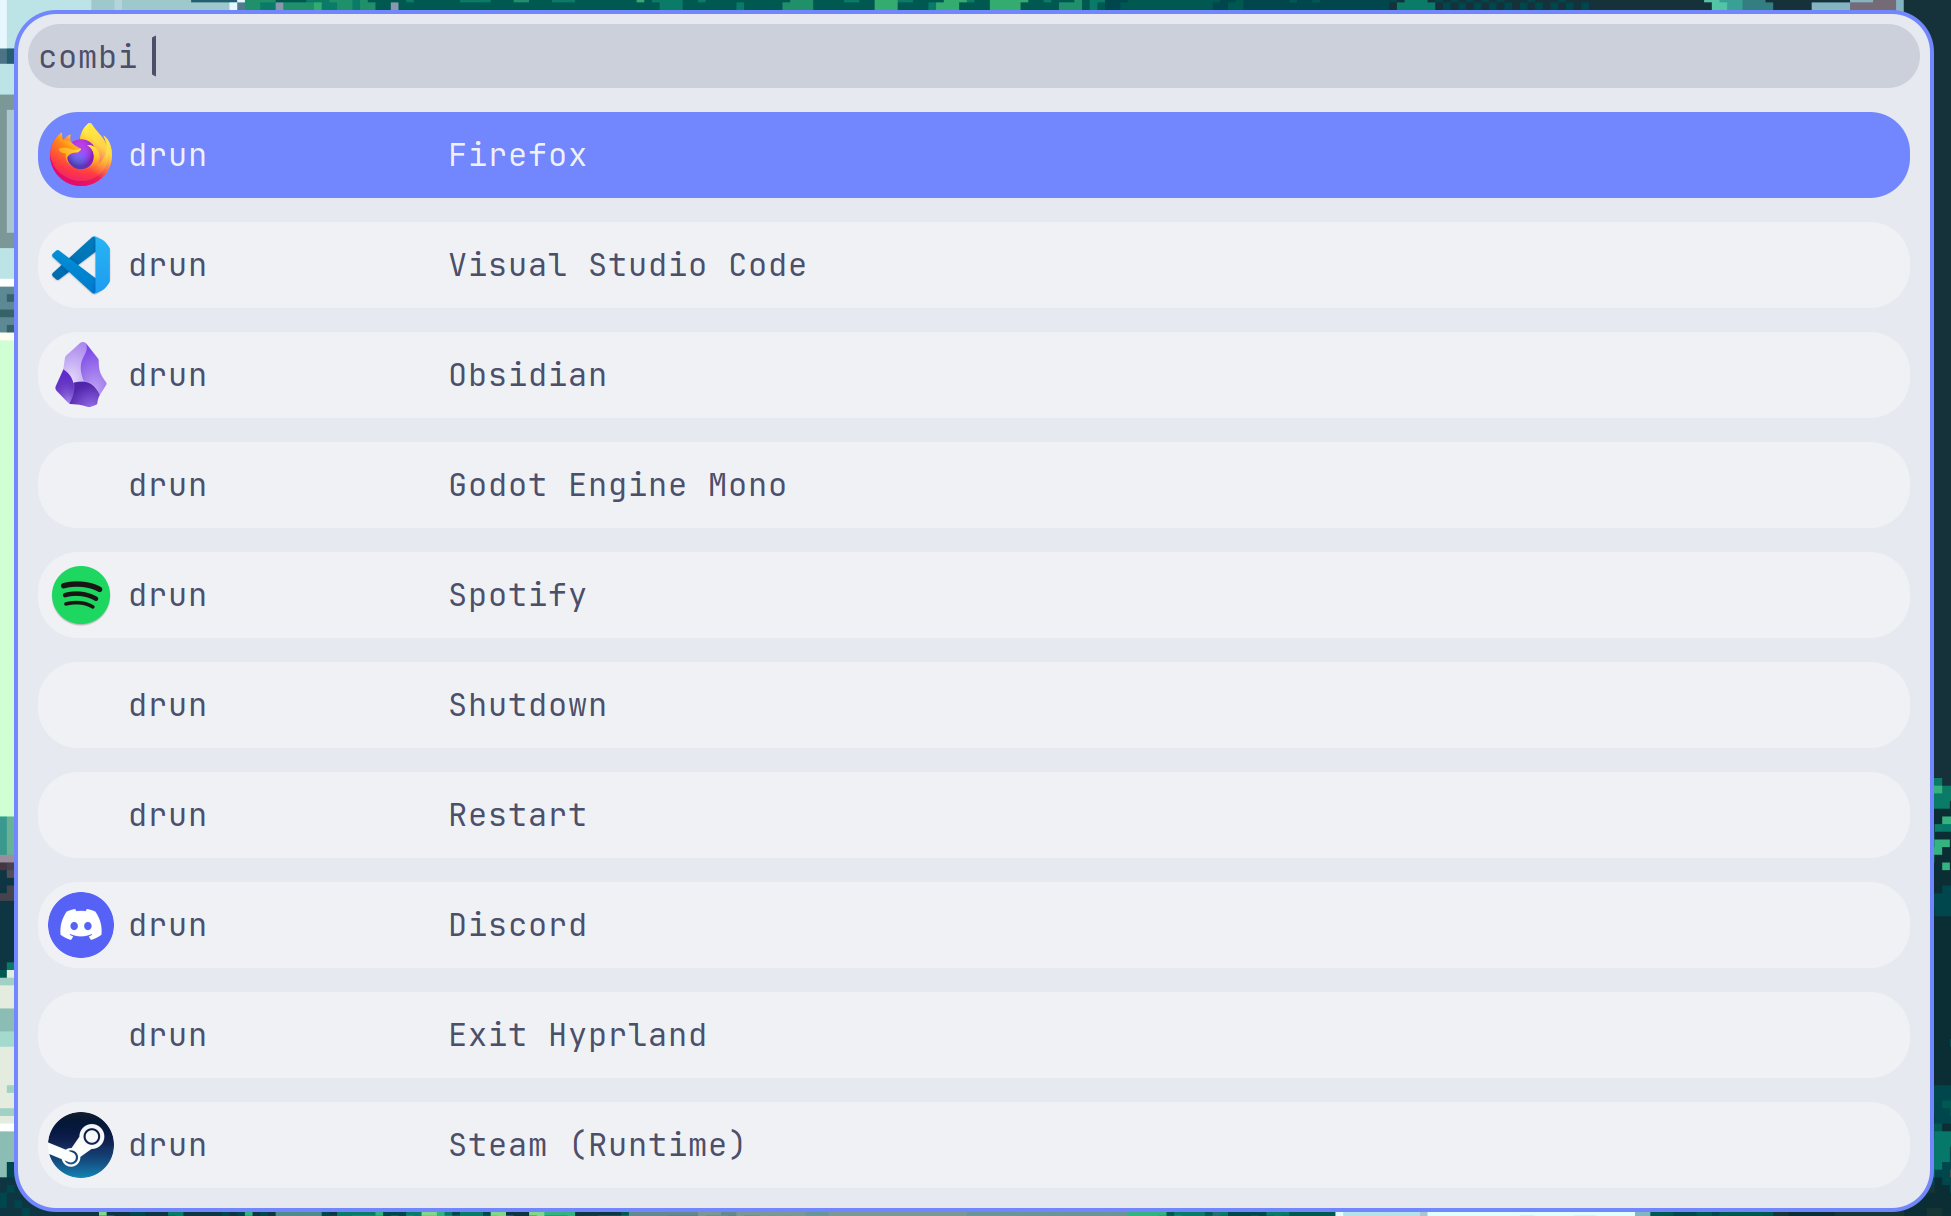 combi
drun Firefox
drun Visual Studio Code
drun Obsidian
drun Godot Engine Mono
drun Spotify
drun Shutdown
drun Restart
drun Discord
drun Exit Hyprland
drun Steam (Runtime)